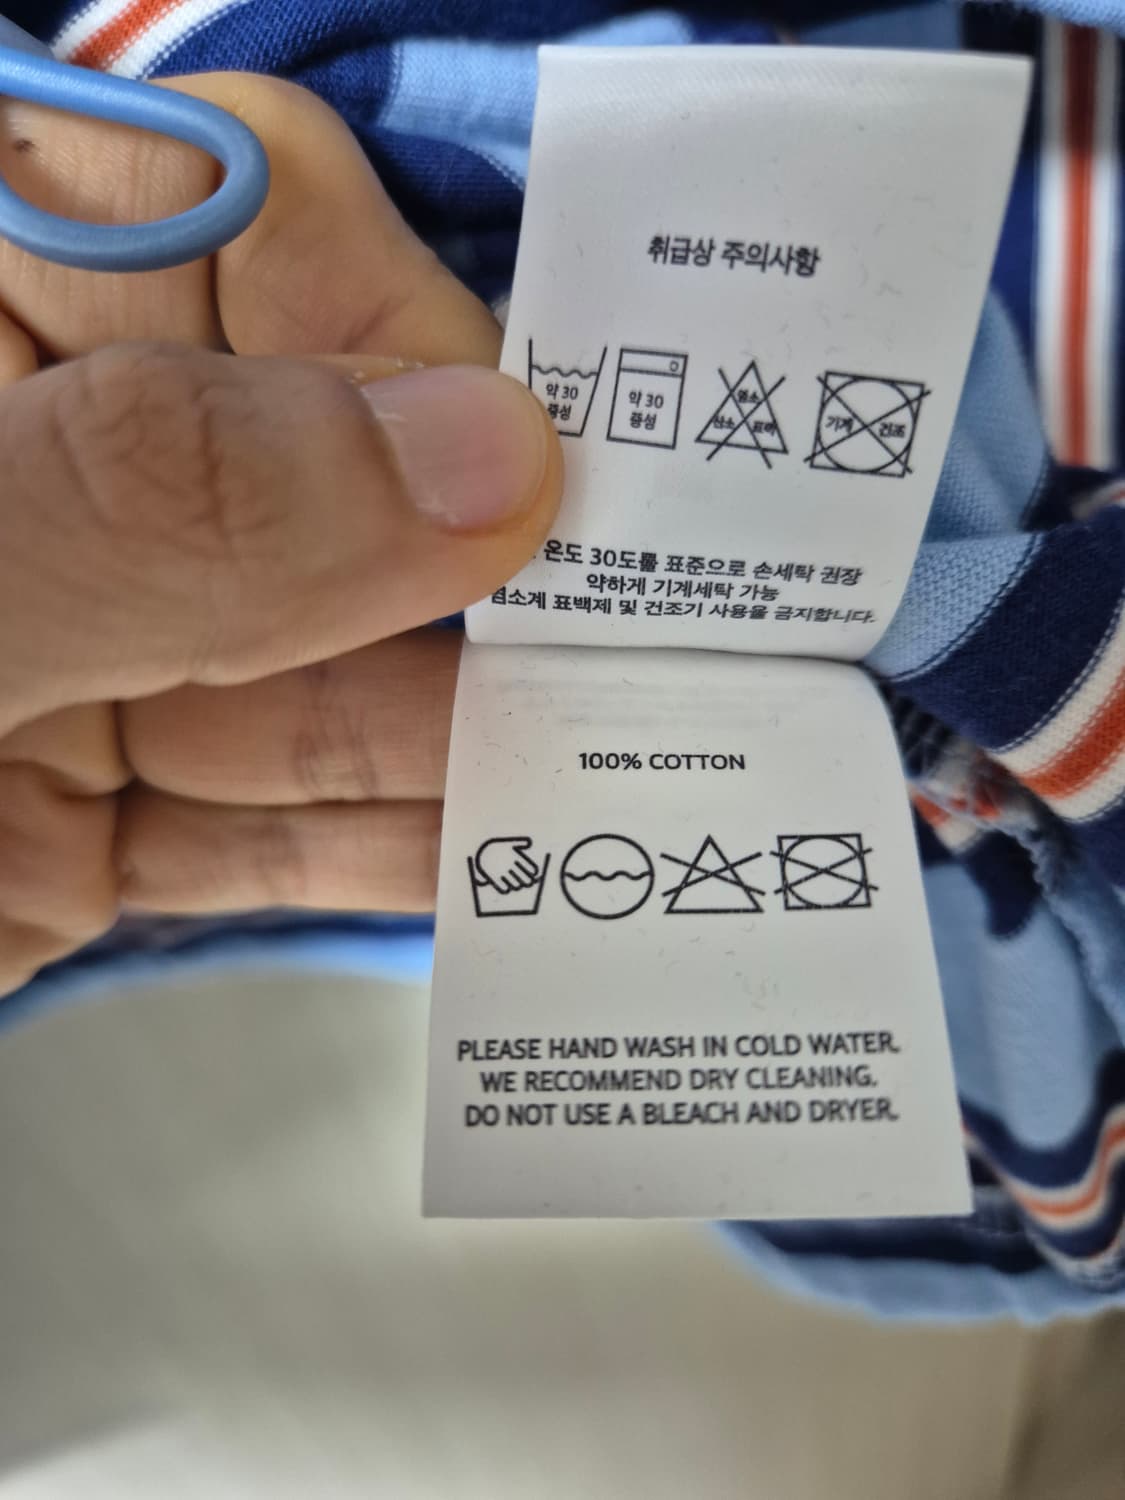 취급상 주의사항
약 30
중성
약 30
중성
염소
산소 표백
기계 건조
온도 30도를 표준으로 손세탁 권장
약하게 기계세탁 가능
염소계 표백제 및 건조기 사용을 금지합니다.
100% COTTON
PLEASE HAND WASH IN COLD WATER.
WE RECOMMEND DRY CLEANING.
DO NOT USE A BLEACH AND DRYER.